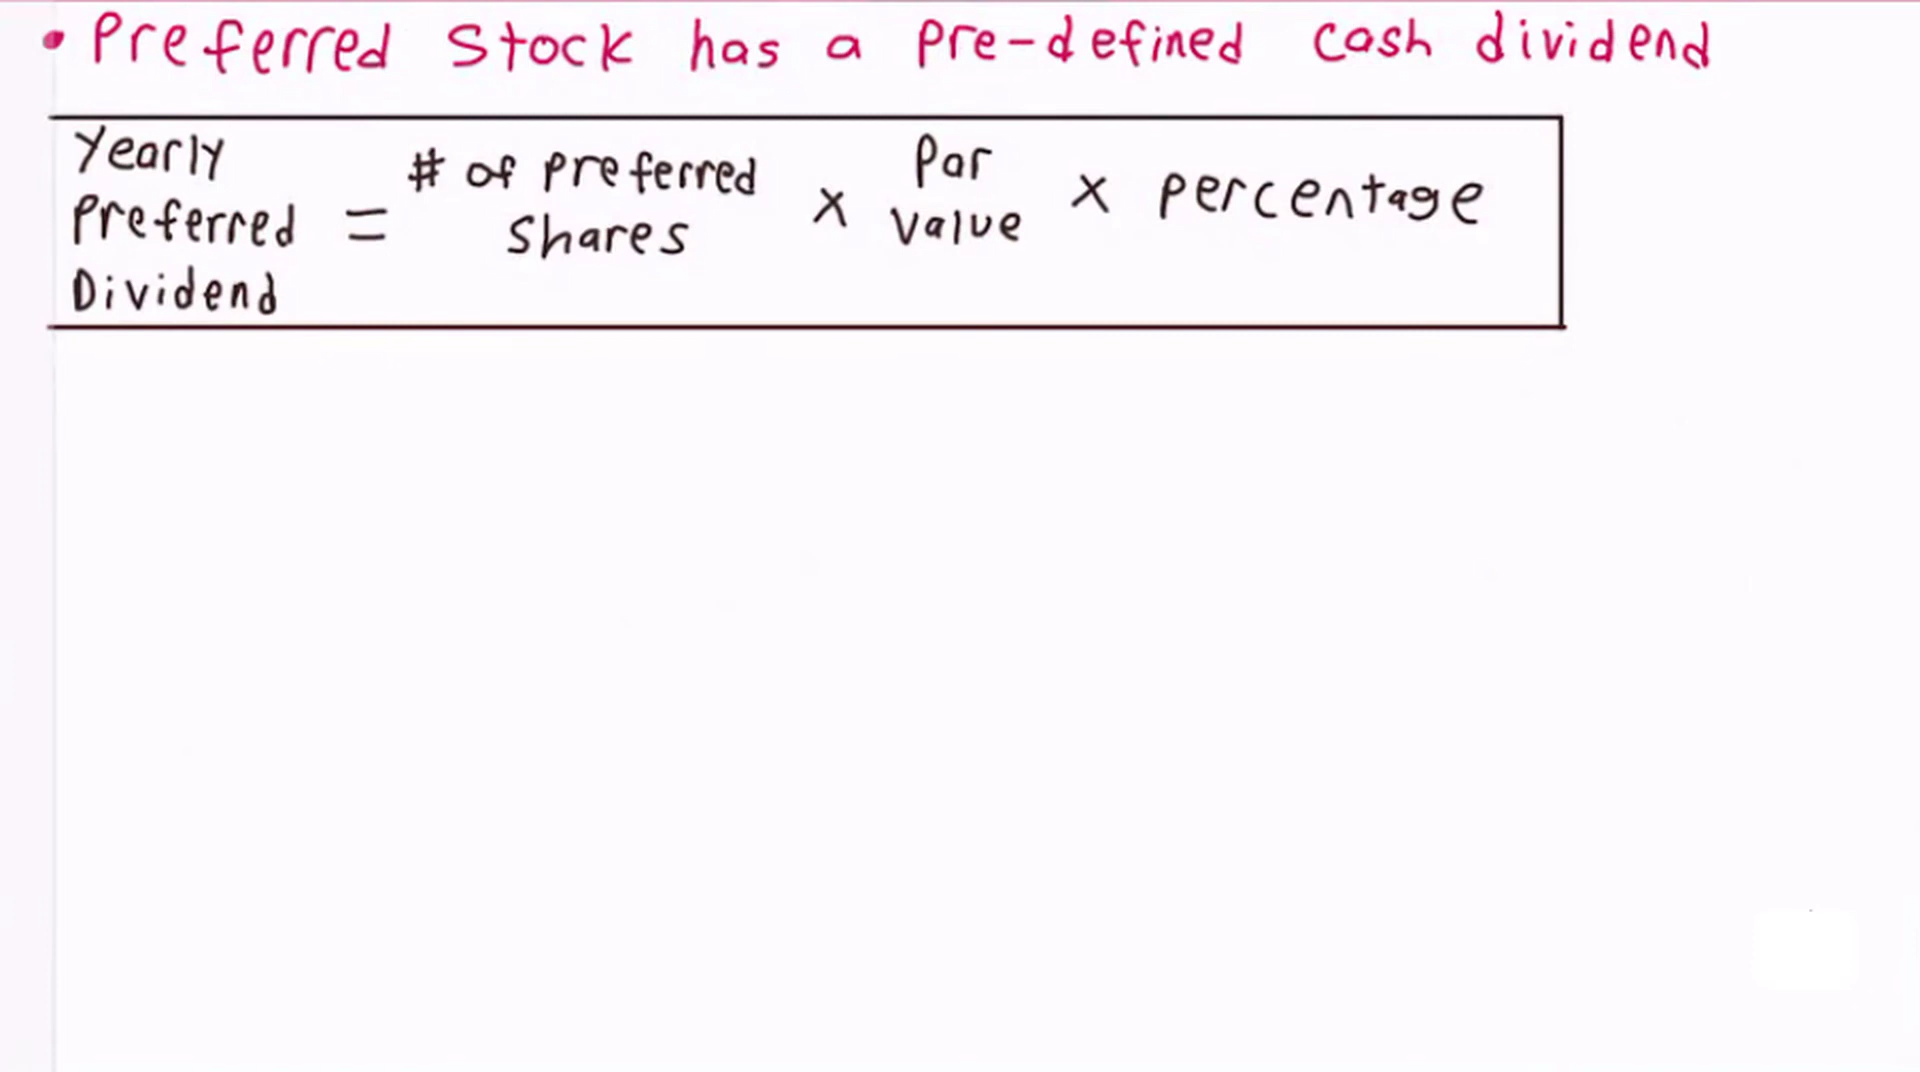 • Preferred Stock has a pre-defined cash dividend
Yearly Preferred Dividend = # of preferred shares x Par value x percentage